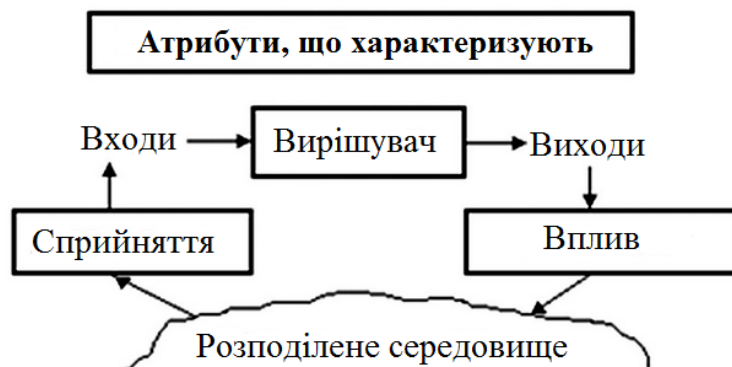 Атрибути, що характеризують
Входи
Вирішувач
Виходи
Сприйняття
Вплив
Розподілене середовище